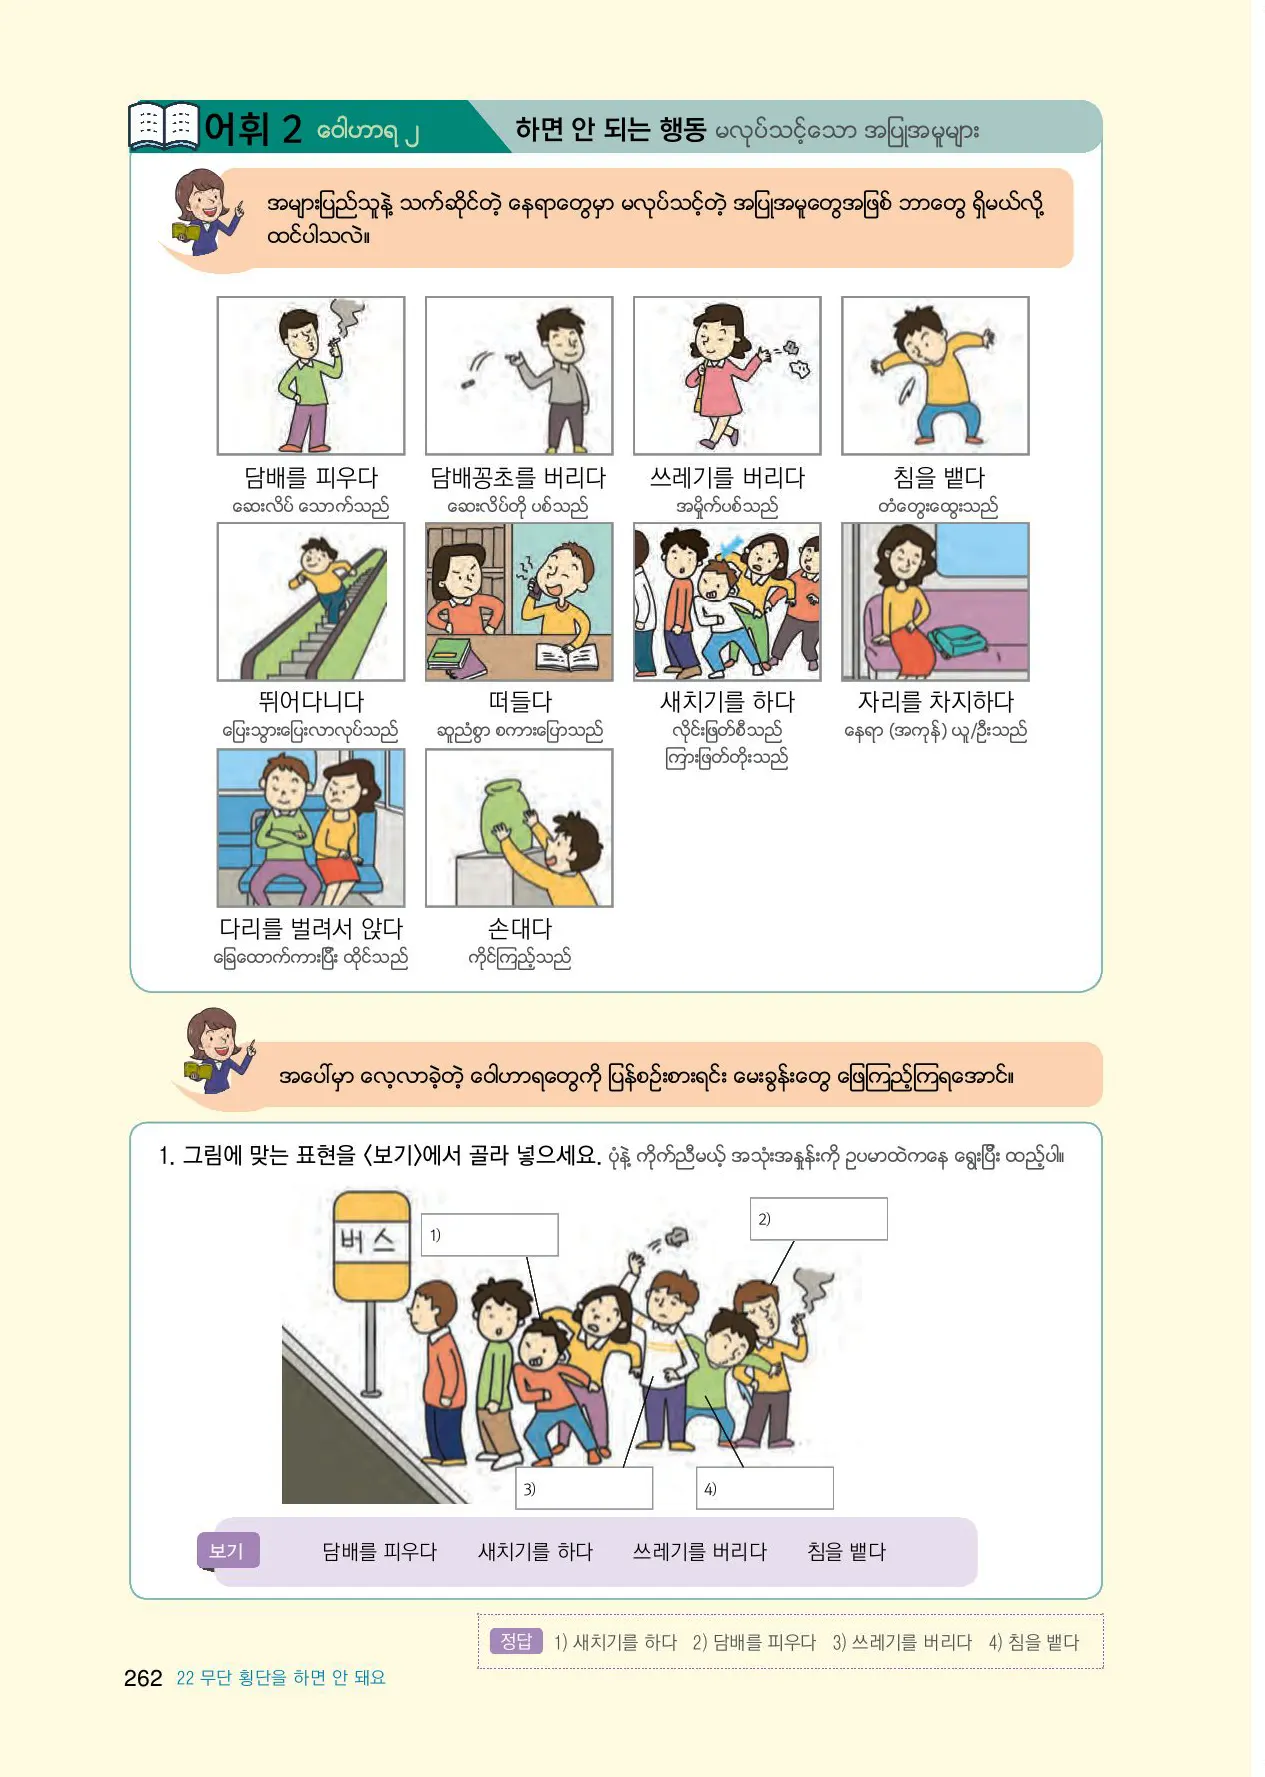 어휘 2 ဝေါဟာရ ၂
하면 안 되는 행동 မလုပ်သင့်သော အပြုအမူများ
အများပြည်သူနဲ့ သက်ဆိုင်တဲ့ နေရာတွေမှာ မလုပ်သင့်တဲ့ အပြုအမူတွေအဖြစ် ဘာတွေ ရှိမယ်လို့
ထင်ပါသလဲ။
담배를 피우다 담배꽁초를 버리다 쓰레기를 버리다 침을 뱉다
ဆေးလိပ် သောက်သည် ဆေးလိပ်တို ပစ်သည် အမှိုက်ပစ်သည် တံတွေးထွေးသည်
뛰어다니다 떠들다 새치기를 하다 자리를 차지하다
ပြေးသွားပြေးလာလုပ်သည် ဆူညံစွာ စကားပြောသည် လိုင်းဖြတ်စီသည် နေရာ (အကုန်) ယူ/ဦးသည်
ကြားဖြတ်တိုးသည်
다리를 벌려서 앉다 손대다
ခြေထောက်ကားပြီး ထိုင်သည် ကိုင်ကြည့်သည်
အပေါ်မှာ လေ့လာခဲ့တဲ့ ဝေါဟာရတွေကို ပြန်စဉ်းစားရင်း မေးခွန်းတွေ ဖြေကြည့်ကြရအောင်။
1. 그림에 맞는 표현을 〈보기〉에서 골라 넣으세요. ပုံနဲ့ ကိုက်ညီမယ့် အသုံးအနှုန်းကို ဥပမာထဲကနေ ရွေးပြီး ထည့်ပါ။
버스
1)
2)
3)
4)
보기 담배를 피우다 새치기를 하다 쓰레기를 버리다 침을 뱉다
정답 1) 새치기를 하다 2) 담배를 피우다 3) 쓰레기를 버리다 4) 침을 뱉다
262 22 무단 횡단을 하면 안 돼요